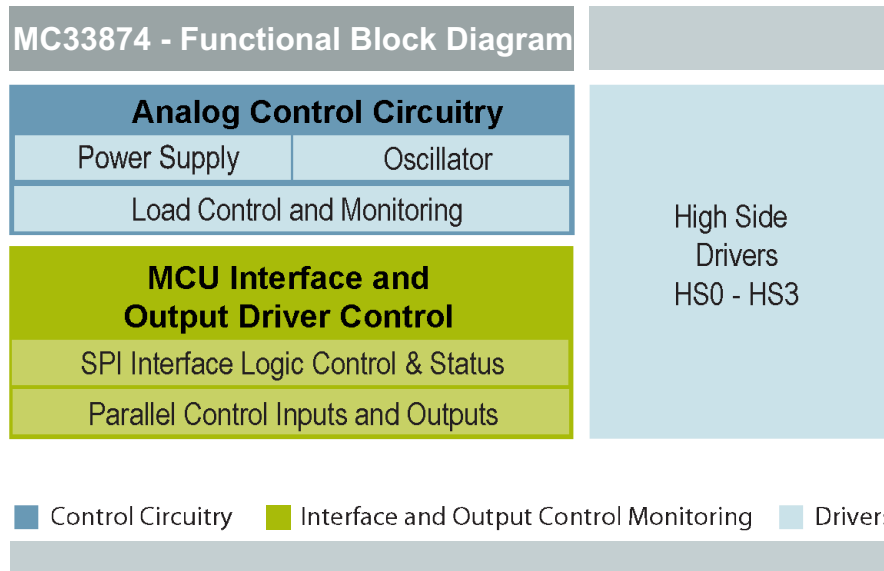 MC33874 - Functional Block Diagram
Analog Control Circuitry
Power Supply
Oscillator
Load Control and Monitoring
MCU Interface and
Output Driver Control
SPI Interface Logic Control & Status
Parallel Control Inputs and Outputs
High Side
Drivers
HS0 - HS3
Control Circuitry
Interface and Output Control Monitoring
Drivers